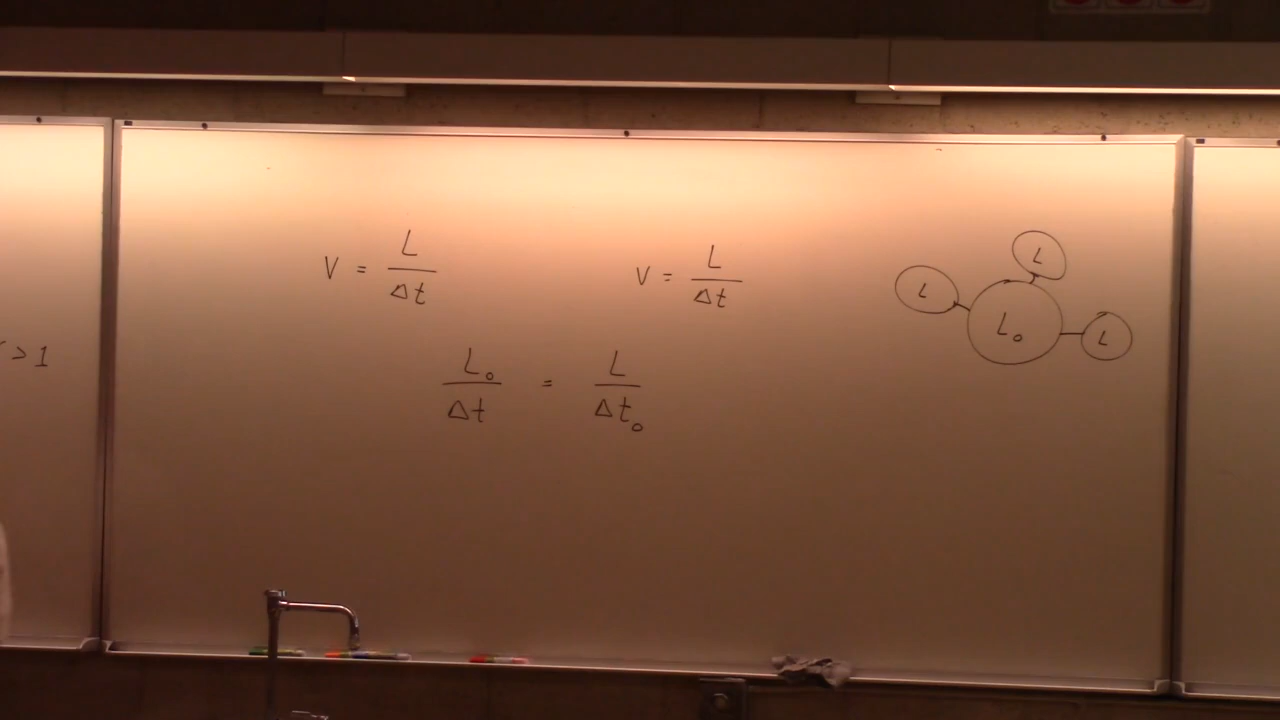 > 1
V = L / Δt
V = L / Δt
L₀ / Δt = L / Δt₀
L
L
L₀
L